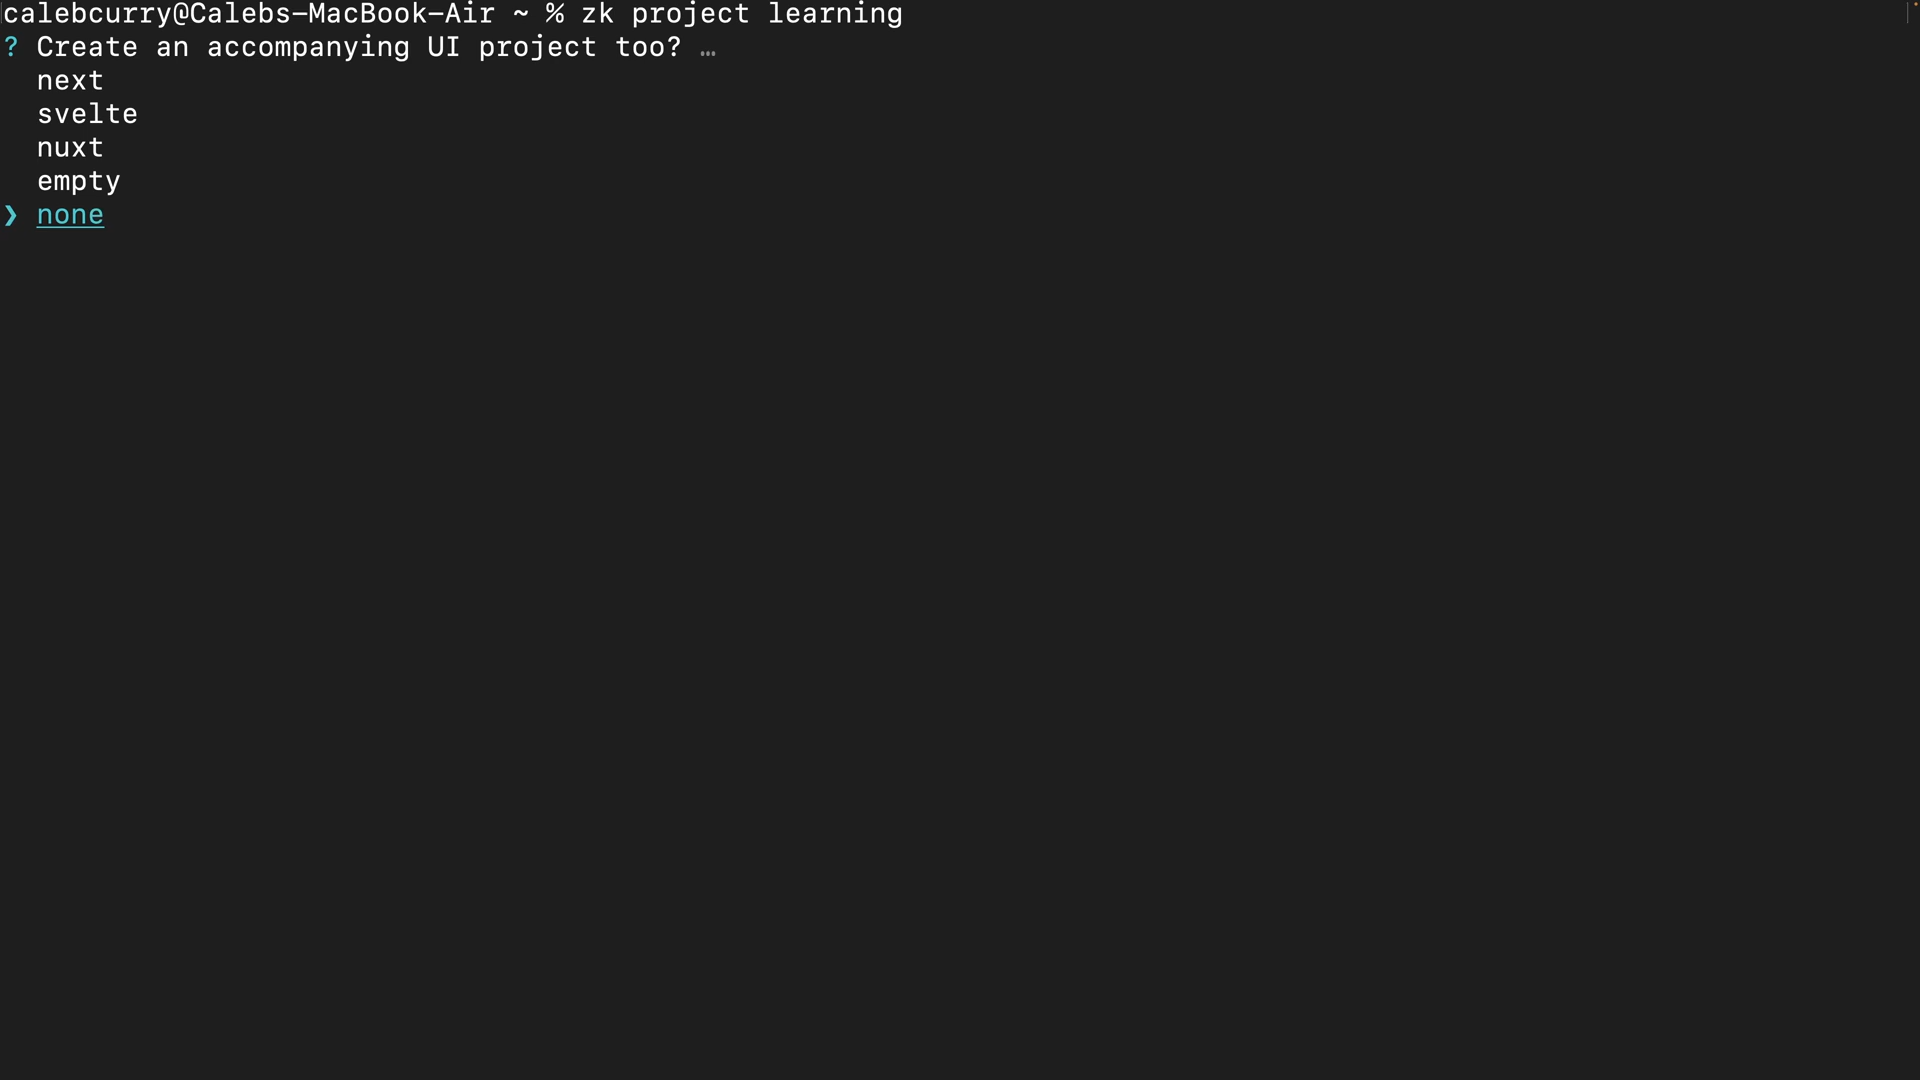 calebcurry@Calebs-MacBook-Air ~ % zk project learning
? Create an accompanying UI project too? …
next
svelte
nuxt
empty
❯ none